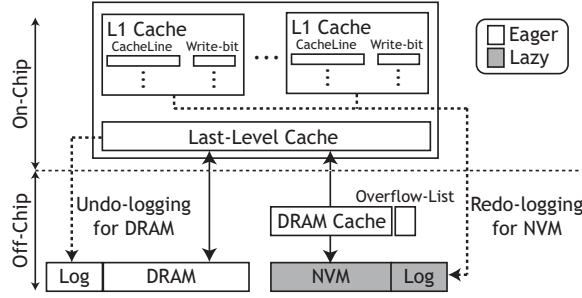 On-Chip
Off-Chip
L1 Cache
CacheLine Write-bit
L1 Cache
CacheLine Write-bit
Eager
Lazy
Last-Level Cache
Undo-logging
for DRAM
Overflow-List
DRAM Cache
Redo-logging
for NVM
Log DRAM
NVM Log